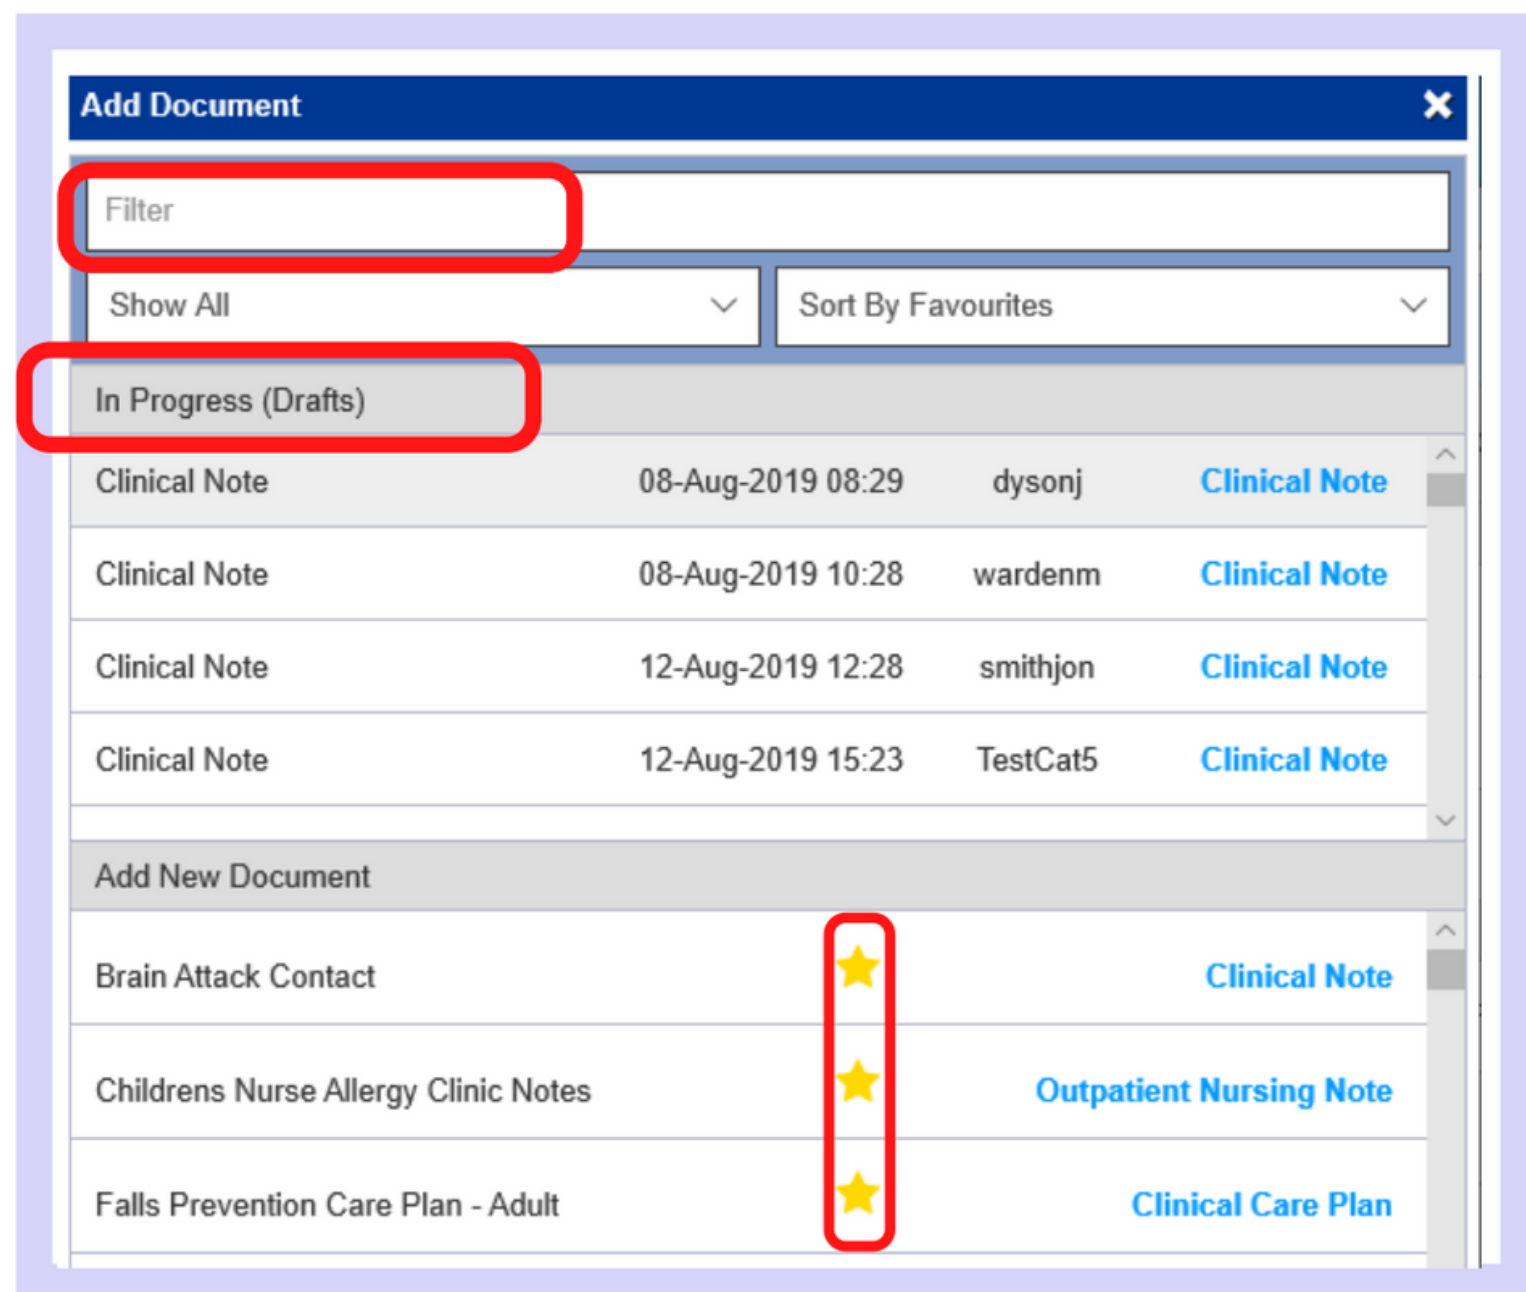 Add Document
Filter
Show All Sort By Favourites
In Progress (Drafts)
Clinical Note 08-Aug-2019 08:29 dysonj Clinical Note
Clinical Note 08-Aug-2019 10:28 wardenm Clinical Note
Clinical Note 12-Aug-2019 12:28 smithjon Clinical Note
Clinical Note 12-Aug-2019 15:23 TestCat5 Clinical Note
Add New Document
Brain Attack Contact Clinical Note
Childrens Nurse Allergy Clinic Notes Outpatient Nursing Note
Falls Prevention Care Plan - Adult Clinical Care Plan